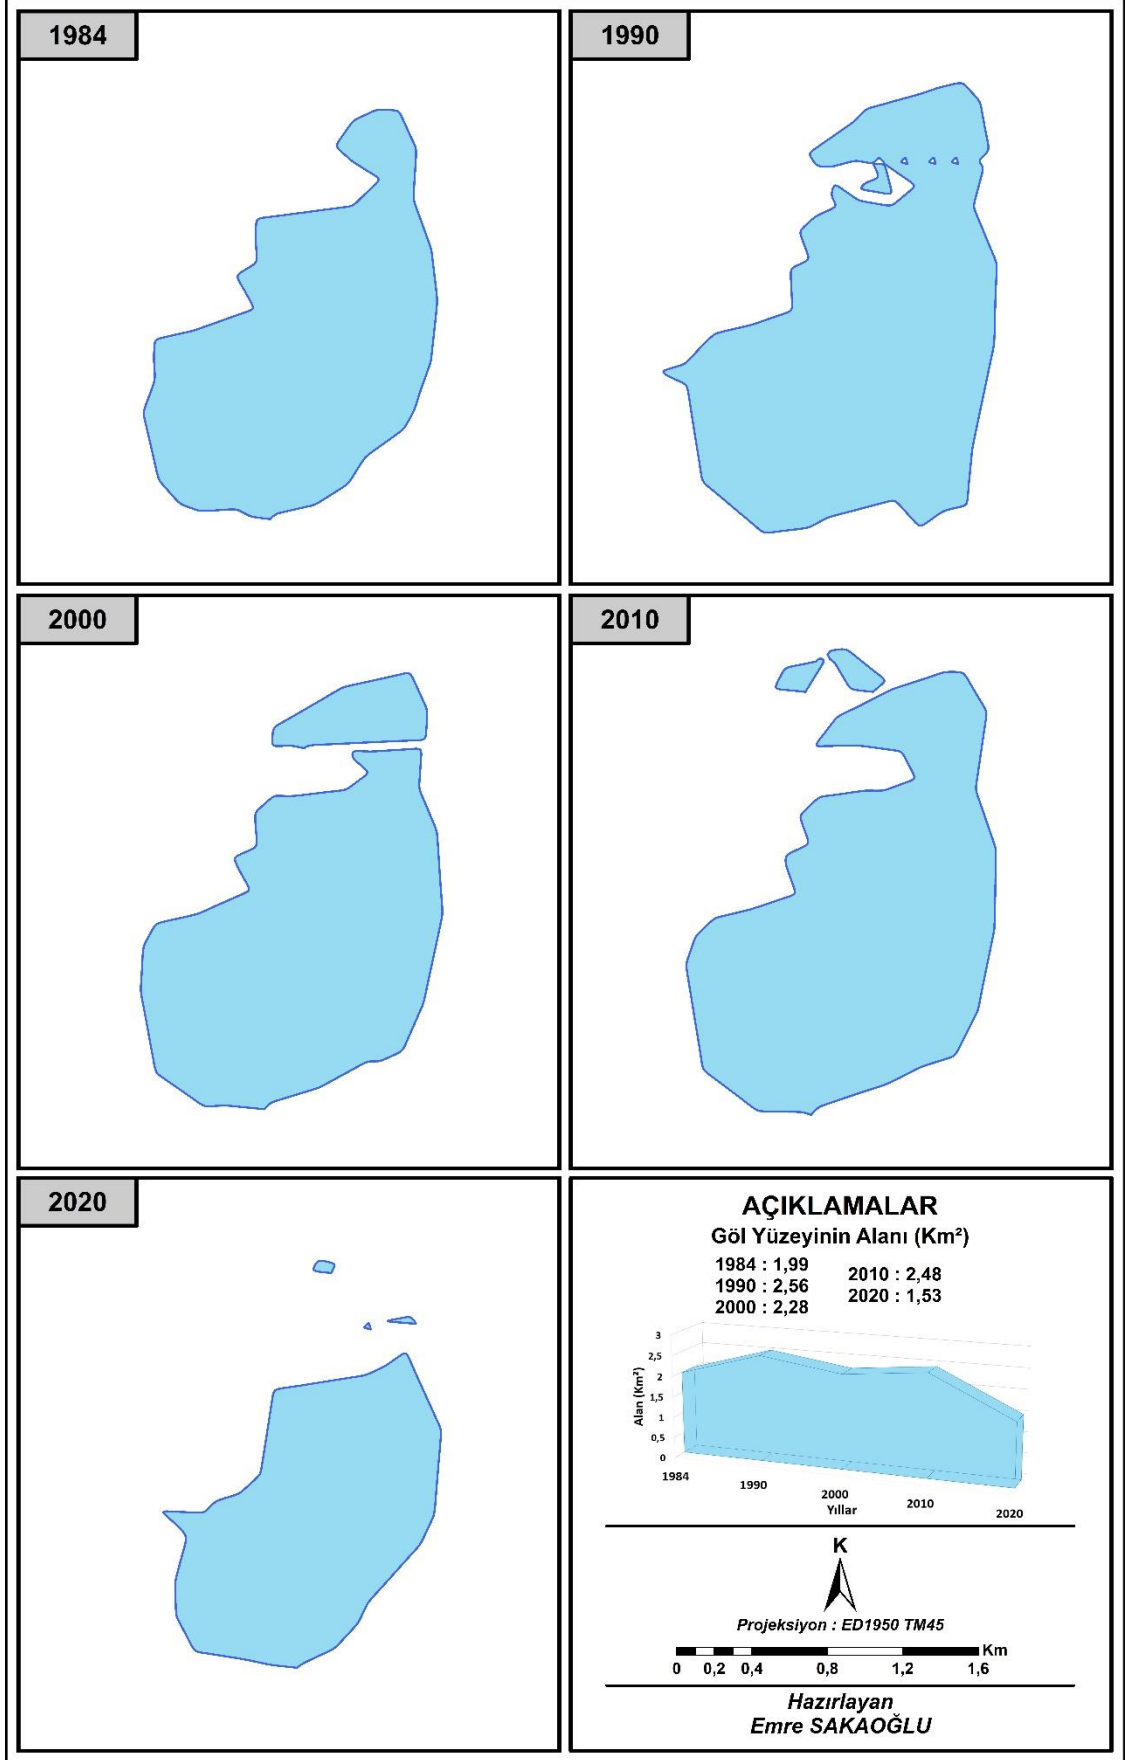 1984
1990
2000
2010
2020
AÇIKLAMALAR
Göl Yüzeyinin Alanı (Km²)
1984 : 1,99
1990 : 2,56
2000 : 2,28
2010 : 2,48
2020 : 1,53
Alan (Km²)
3
2,5
2
1,5
1
0,5
0
1984
1990
2000
2010
2020
Yıllar
K
Projeksiyon : ED1950 TM45
Km
0 0,2 0,4 0,8 1,2 1,6
Hazırlayan
Emre SAKAOĞLU